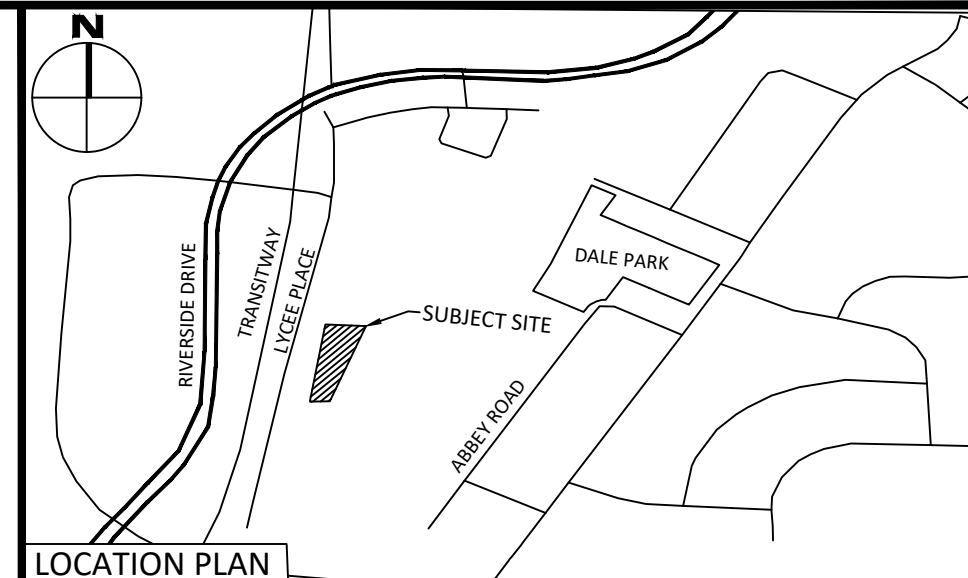 N
RIVERSIDE DRIVE
TRANSITWAY
LYCEE PLACE
DALE PARK
SUBJECT SITE
ABBEY ROAD
LOCATION PLAN